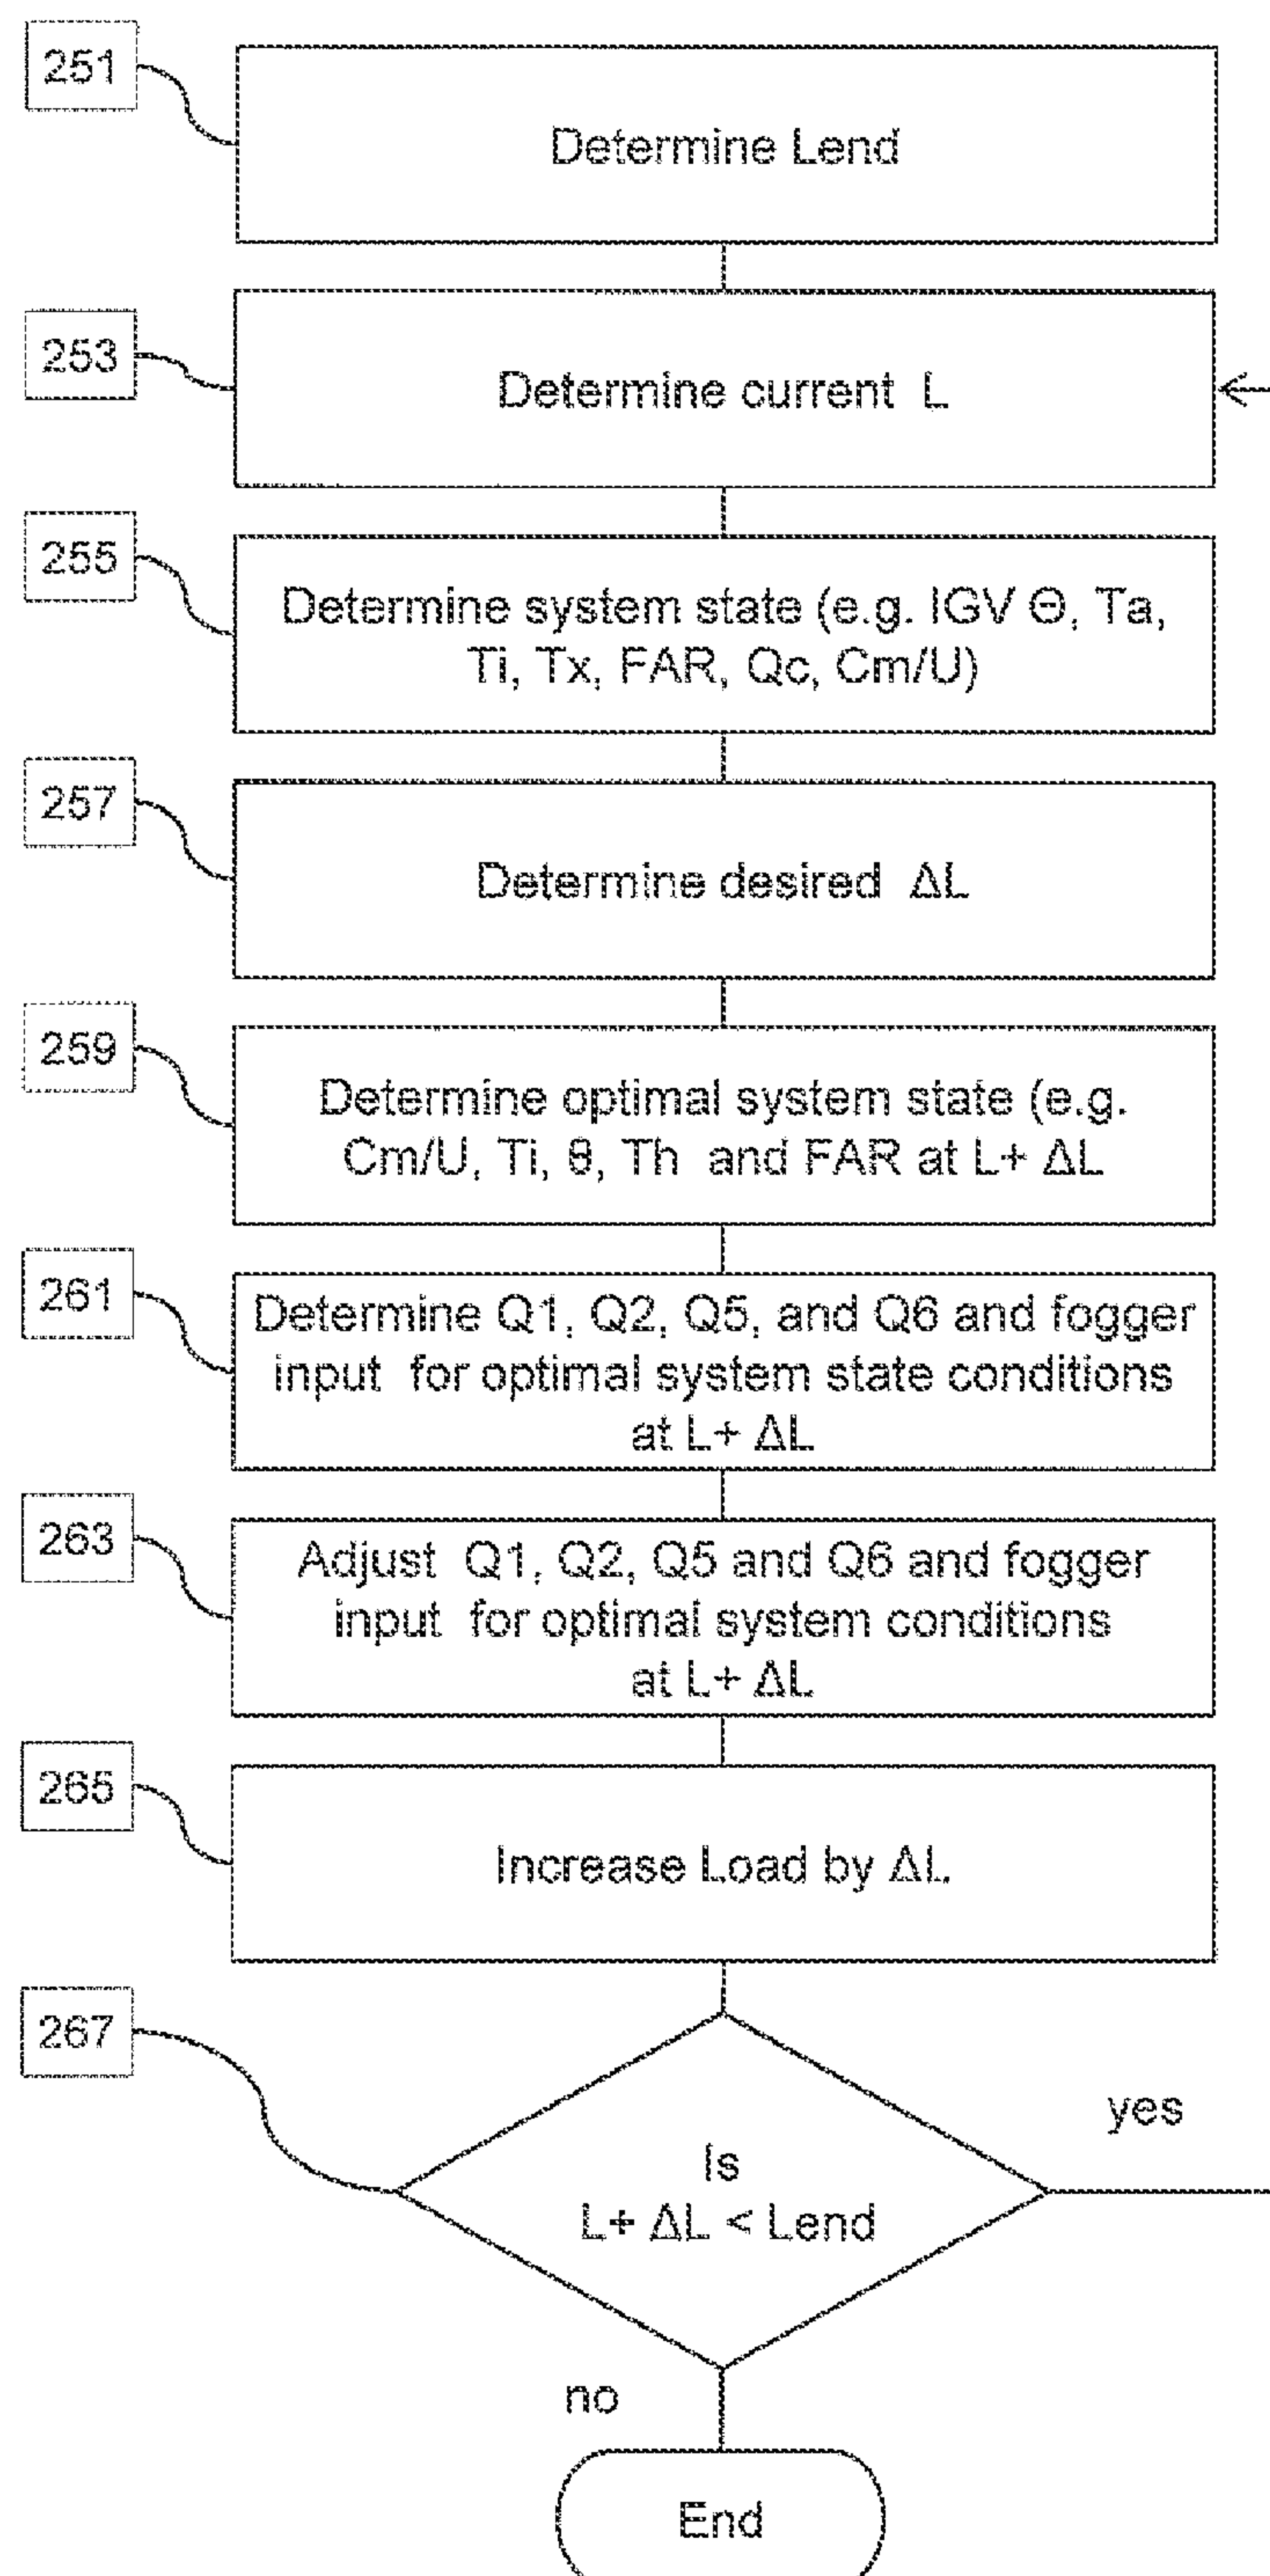 251
Determine Lend
253
Determine current L
255
Determine system state (e.g. IGV Θ, Ta,
Ti, Tx, FAR, Qc, Cm/U)
257
Determine desired ΔL
259
Determine optimal system state (e.g.
Cm/U, Ti, θ, Th and FAR at L+ ΔL
261
Determine Q1, Q2, Q5, and Q6 and fogger
input for optimal system state conditions
at L+ ΔL
263
Adjust Q1, Q2, Q5 and Q6 and fogger
input for optimal system conditions
at L+ ΔL
265
Increase Load by ΔL
267
yes
Is
L+ ΔL < Lend
no
End